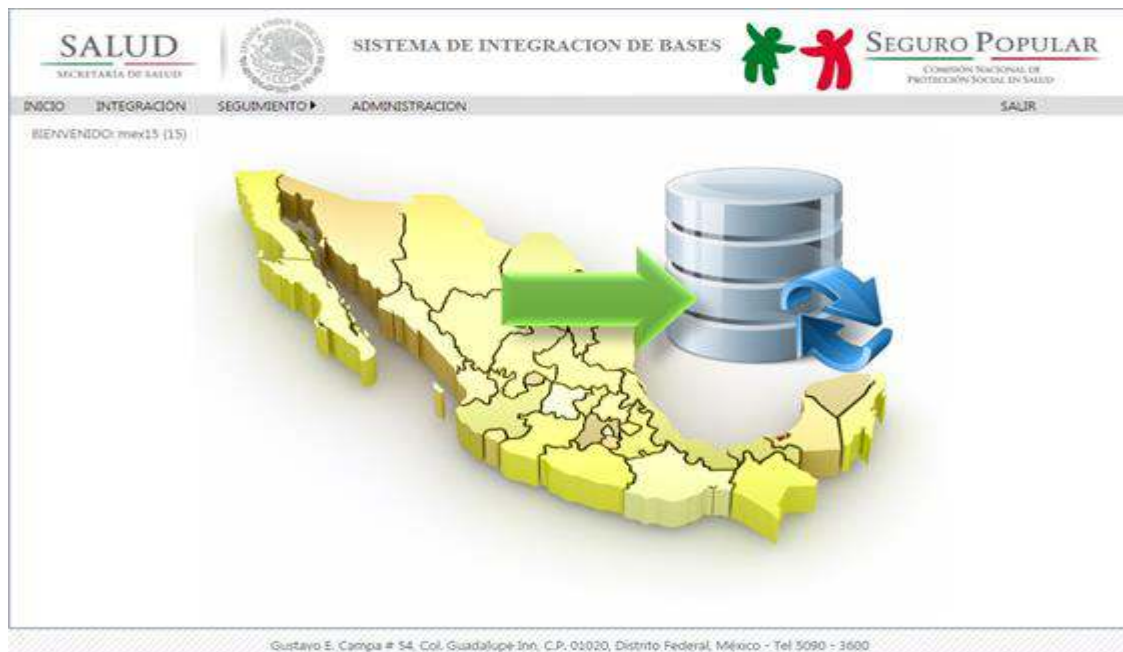 SALUD
SECRETARÍA DE SALUD
SISTEMA DE INTEGRACION DE BASES
SEGURO POPULAR
COMISIÓN NACIONAL DE
PROTECCIÓN SOCIAL EN SALUD
INICIO INTEGRACIÓN SEGUIMIENTO ADMINISTRACION SALIR
BIENVENIDO: mex15 (15)
Gustavo E. Campa # 54, Col. Guadalupe Inn, C.P. 01020, Distrito Federal, México - Tel 5090 - 3600